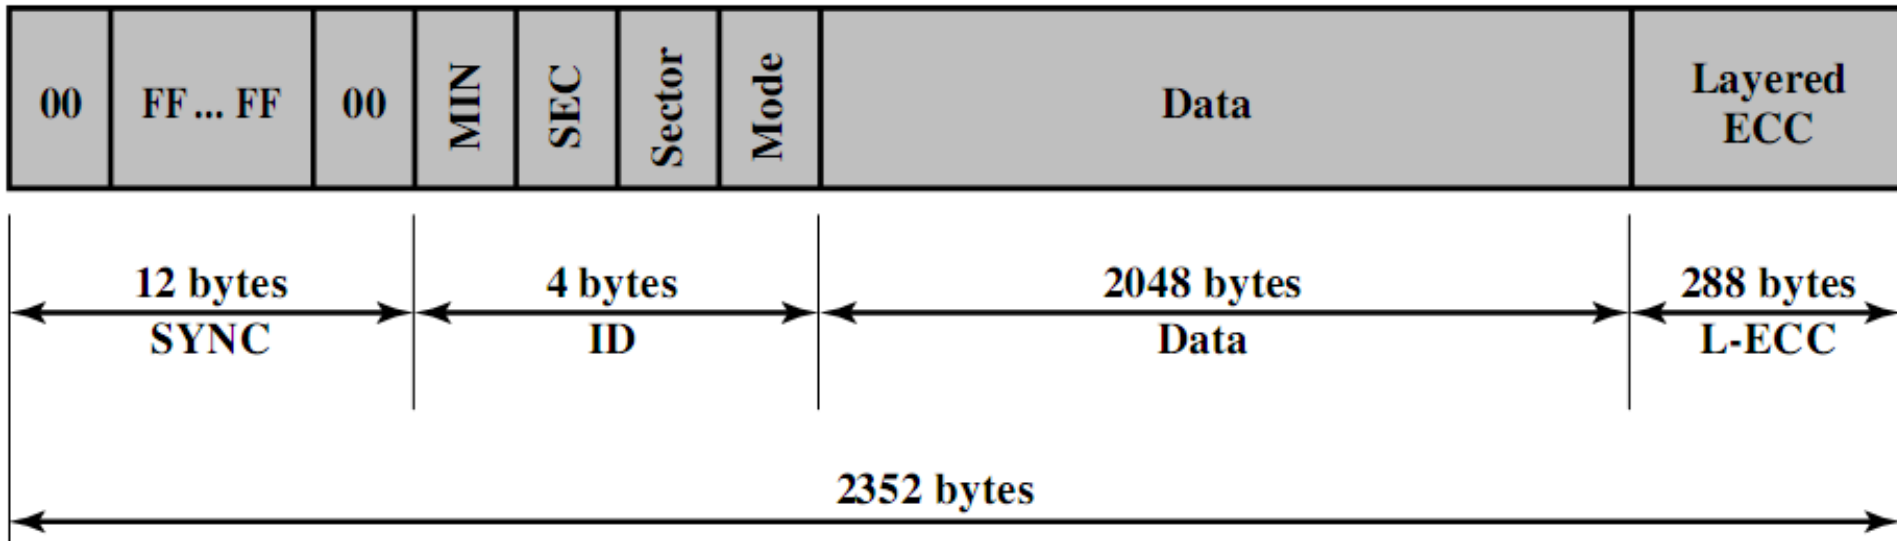 00 FF ... FF 00 MIN SEC Sector Mode Data Layered
ECC
12 bytes 4 bytes 2048 bytes 288 bytes
SYNC ID Data L-ECC
2352 bytes